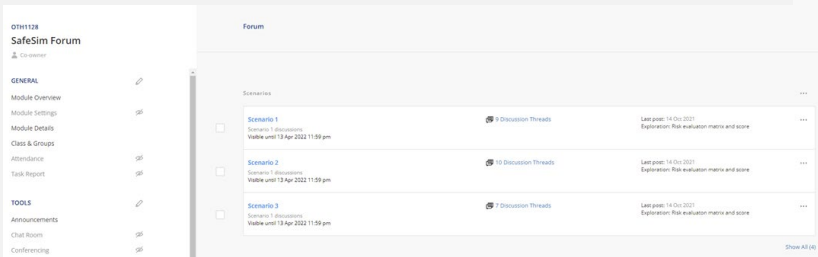 OTH1128
SafeSim Forum
Co-owner
GENERAL
Module Overview
Module Settings
Module Details
Class & Groups
Attendance
Task Report
TOOLS
Announcements
Chat Room
Conferencing
Forum
Scenarios
...
Scenario 1
Scenario 1 discussions
Visible until 13 Apr 2022 11:59 pm
9 Discussion Threads
Last post: 14 Oct 2021
Exploration: Risk evaluaton matrix and score
...
Scenario 2
Scenario 1 discussions
Visible until 13 Apr 2022 11:59 pm
10 Discussion Threads
Last post: 14 Oct 2021
Exploration: Risk evaluaton matrix and score
...
Scenario 3
Scenario 1 discussions
Visible until 13 Apr 2022 11:59 pm
7 Discussion Threads
Last post: 14 Oct 2021
Exploration: Risk evaluaton matrix and score
...
Show All (4)